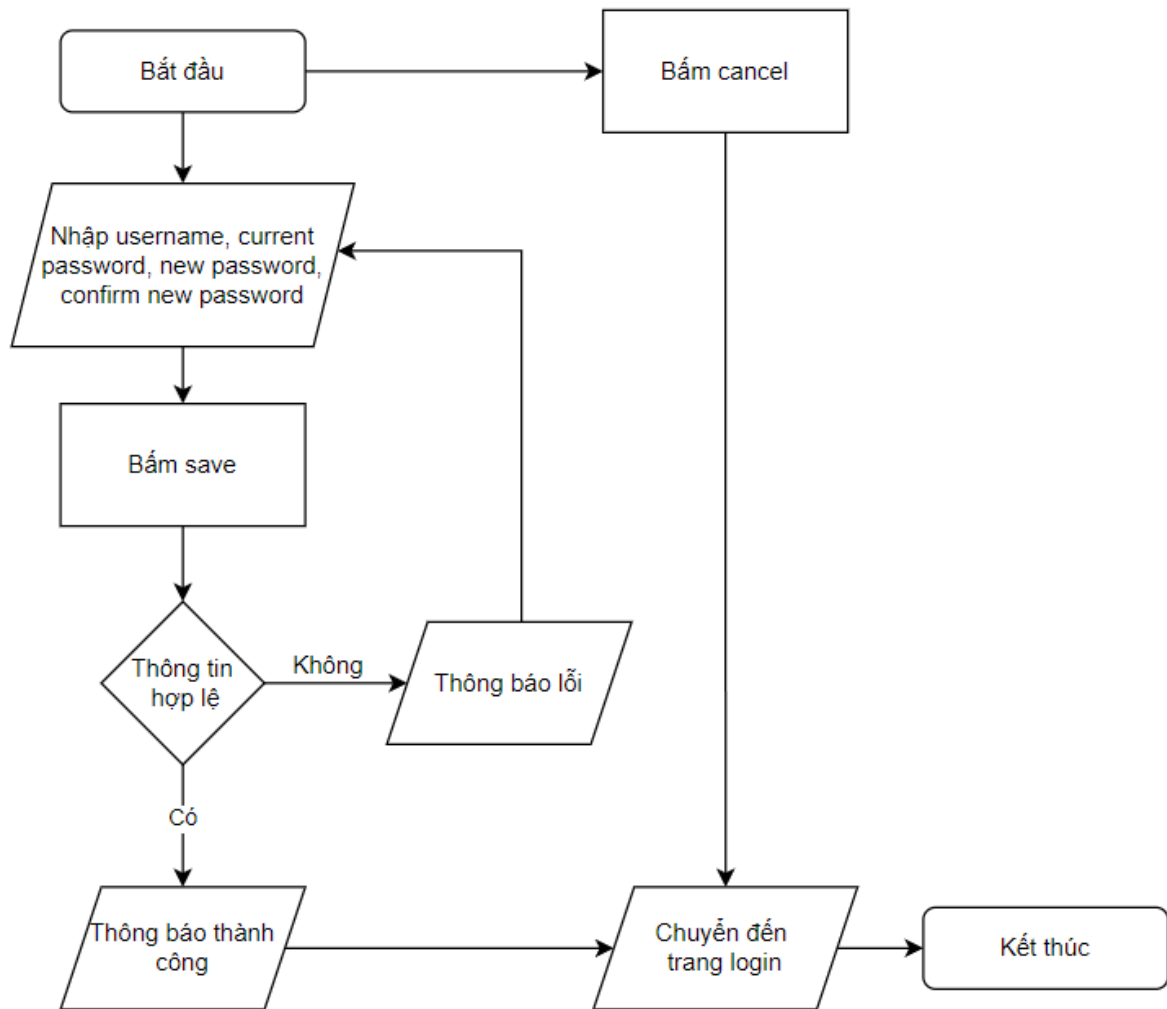 Bắt đầu
Bấm cancel
Nhập username, current
password, new password,
confirm new password
Bấm save
Thông tin
hợp lệ
Không
Thông báo lỗi
Có
Thông báo thành
công
Chuyển đến
trang login
Kết thúc